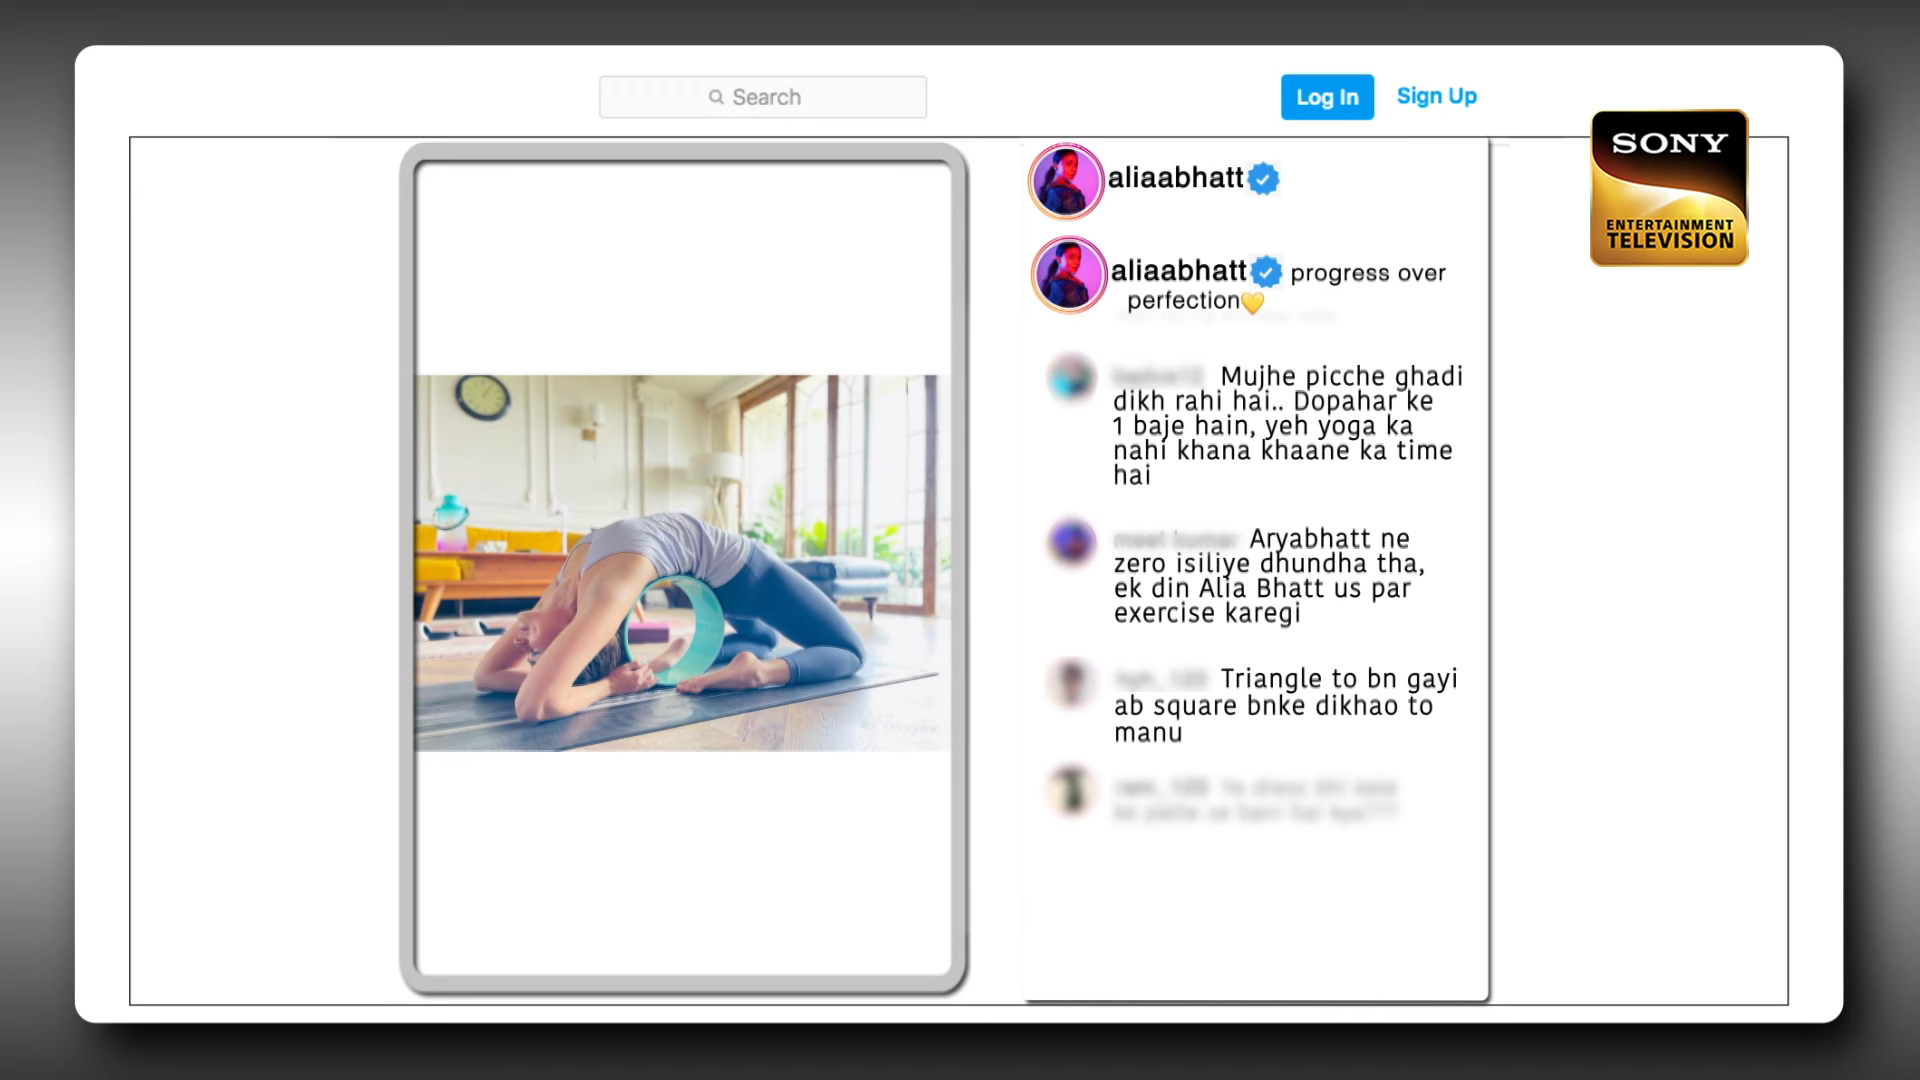 Search
Log In
Sign Up
SONY
ENTERTAINMENT
TELEVISION
aliaabhatt
aliaabhatt progress over
perfection💛
Mujhe picche ghadi
dikh rahi hai.. Dopahar ke
1 baje hain, yeh yoga ka
nahi khana khaane ka time
hai
Aryabhatt ne
zero isiliye dhundha tha,
ek din Alia Bhatt us par
exercise karegi
Triangle to bn gayi
ab square bnke dikhao to
manu